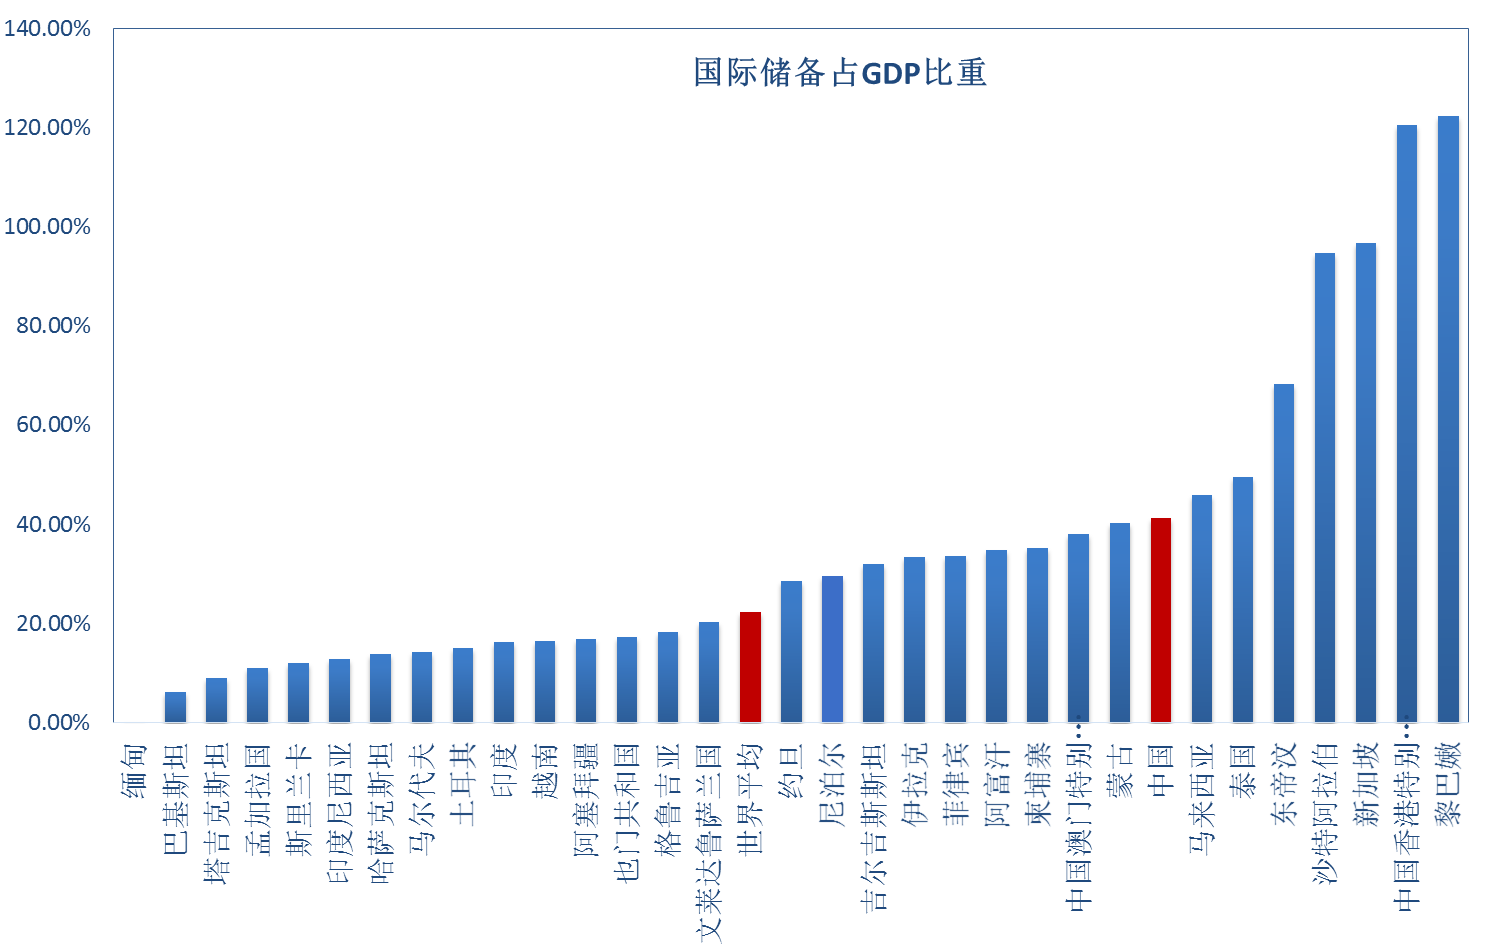 国际储备占GDP比重
140.00%
120.00%
100.00%
80.00%
60.00%
40.00%
20.00%
0.00%
缅甸
巴基斯坦
塔吉克斯坦
孟加拉国
斯里兰卡
印度尼西亚
哈萨克斯坦
马尔代夫
土耳其
印度
越南
阿塞拜疆
也门共和国
格鲁吉亚
文莱达鲁萨兰国
世界平均
约旦
尼泊尔
吉尔吉斯斯坦
伊拉克
菲律宾
阿富汗
柬埔寨
中国澳门特别…
蒙古
中国
马来西亚
泰国
东帝汶
沙特阿拉伯
新加坡
中国香港特别…
黎巴嫩